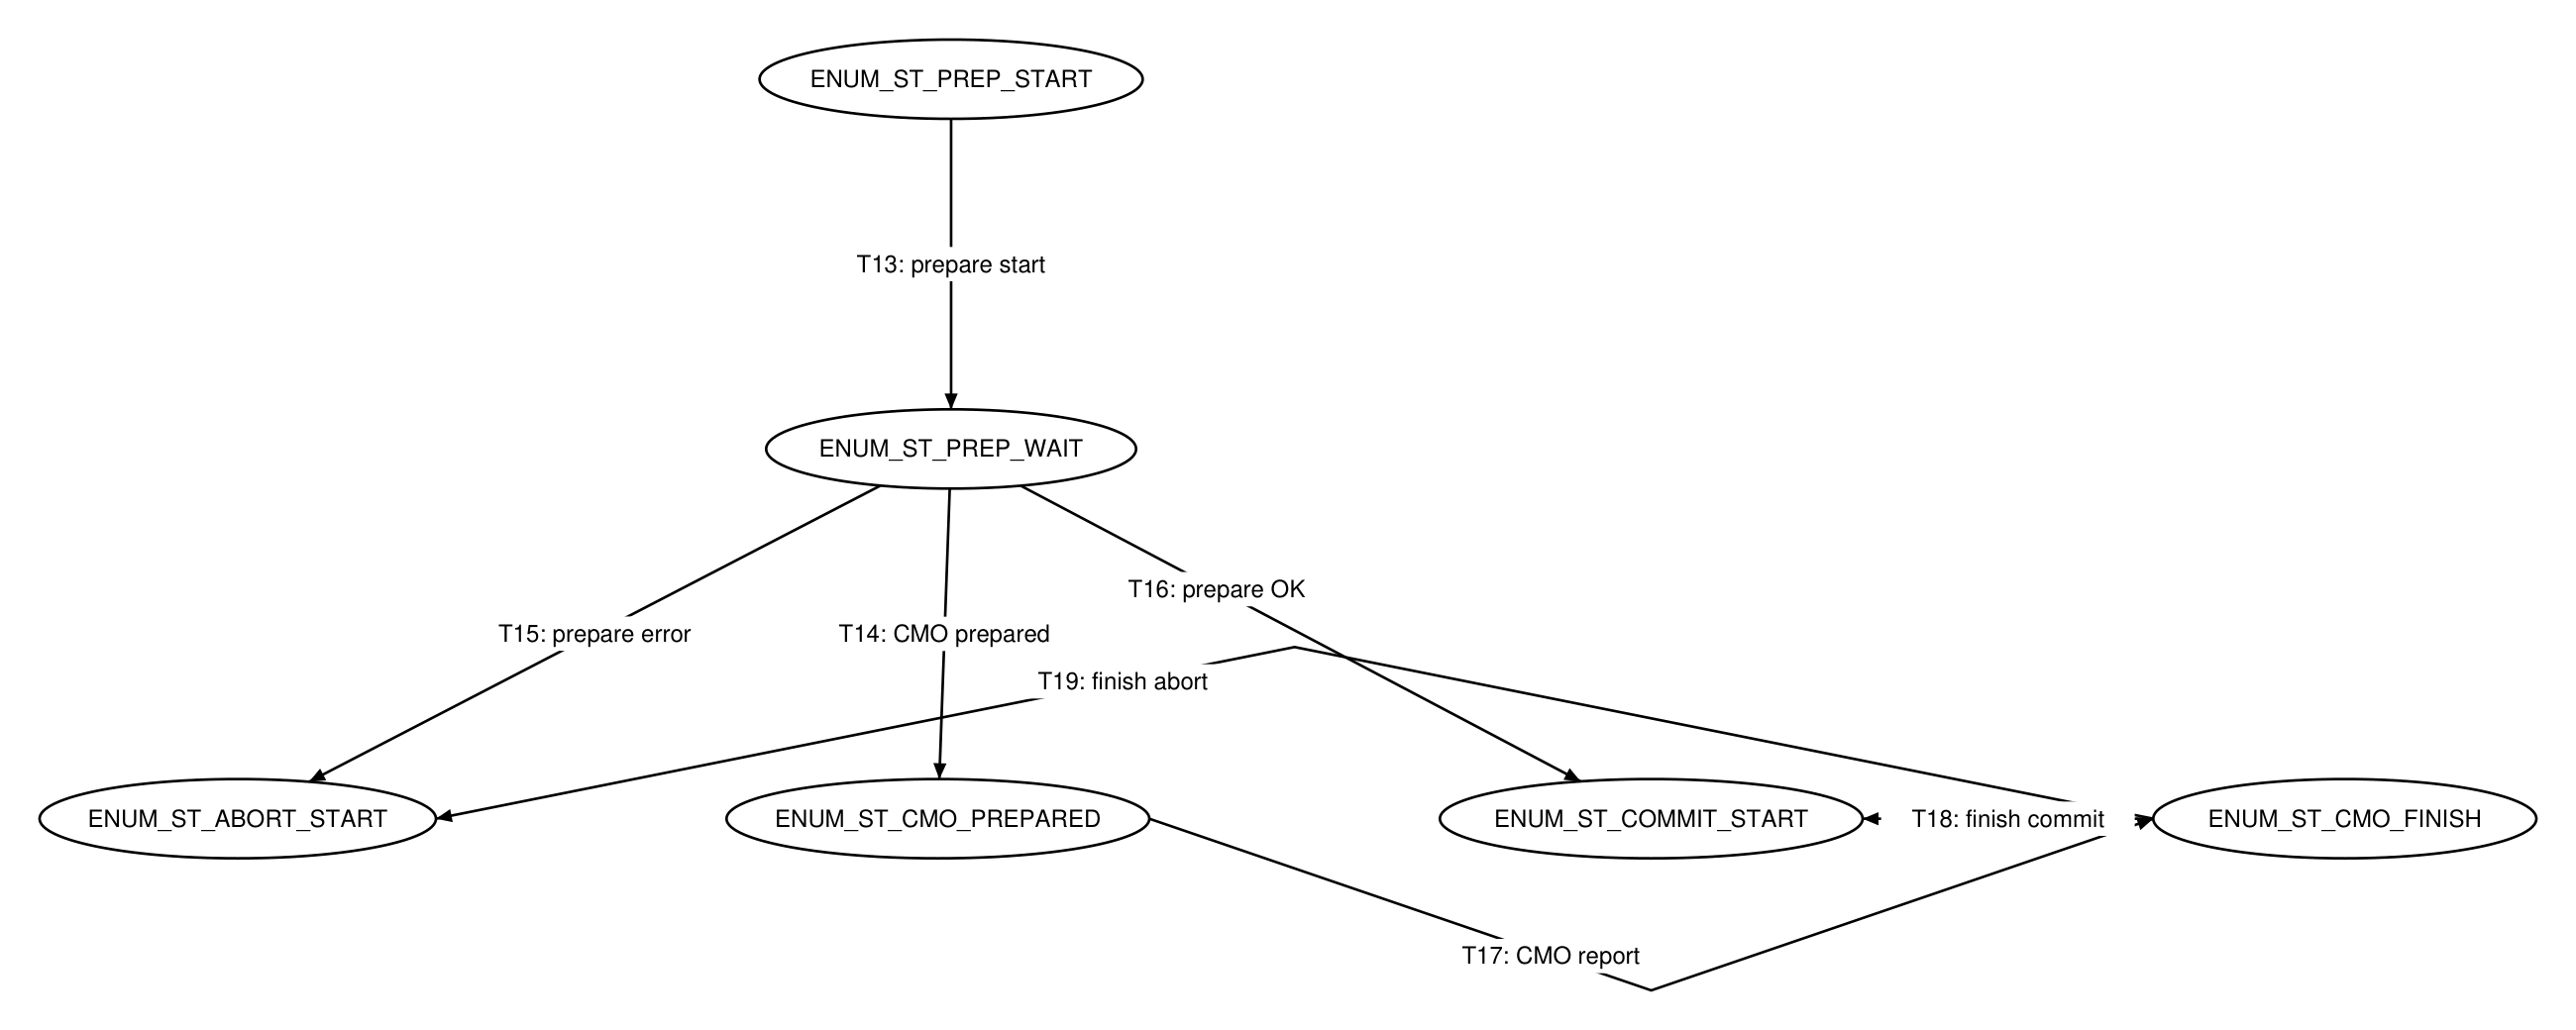 ENUM_ST_PREP_START
T13: prepare start
ENUM_ST_PREP_WAIT
T16: prepare OK
T15: prepare error
T14: CMO prepared
T19: finish abort
ENUM_ST_ABORT_START
ENUM_ST_CMO_PREPARED
ENUM_ST_COMMIT_START
T18: finish commit
ENUM_ST_CMO_FINISH
T17: CMO report